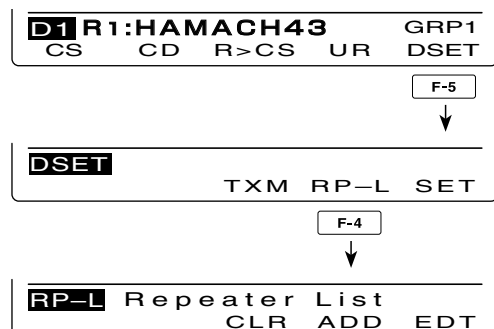 D1 R1:HAMACH43 GRP1
CS CD R>CS UR DSET
F-5
DSET
TXM RP–L SET
F-4
RP–L Repeater List
CLR ADD EDT